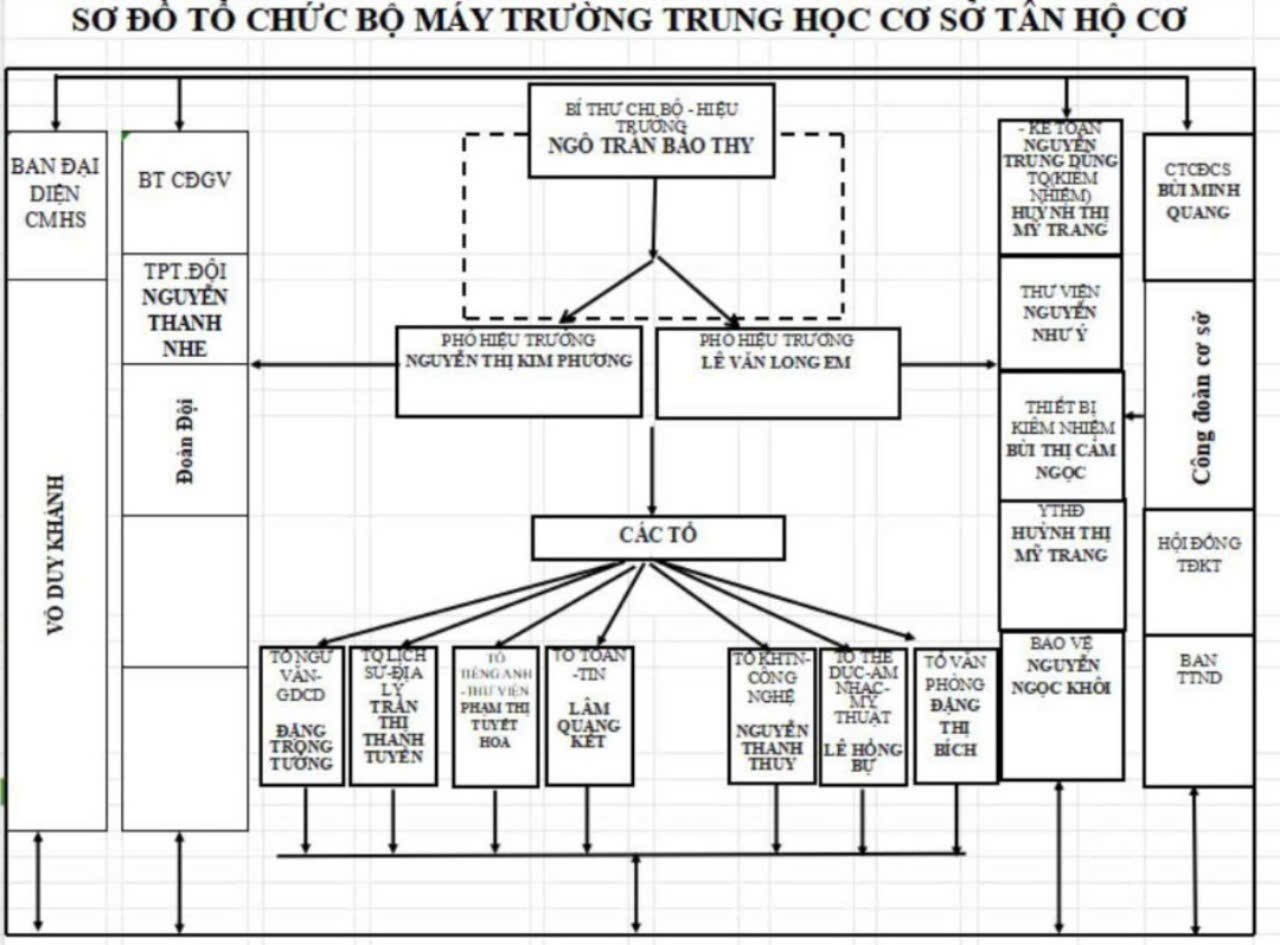 SƠ ĐỒ TỔ CHỨC BỘ MÁY TRƯỜNG TRUNG HỌC CƠ SỞ TÂN HỘ CƠ
BÍ THƯ CHI BỘ - HIỆU
TRƯỞNG
NGÔ TRẦN BẢO THY
BAN ĐẠI
DIỆN
CMHS
VÕ DUY KHÁNH
BT CĐGV
TPT.ĐỘI
NGUYỄN
THANH
NHE
Đoàn Đội
PHÓ HIỆU TRƯỞNG
NGUYỄN THỊ KIM PHƯƠNG
PHÓ HIỆU TRƯỞNG
LÊ VĂN LONG EM
- KẾ TOÁN
NGUYỄN
TRUNG DŨNG
TQ(KIÊM
NHIỆM)
HUỲNH THỊ
MỸ TRANG
THƯ VIỆN
NGUYỄN
NHƯ Ý
THIẾT BỊ
KIÊM NHIỆM
BÙI THỊ CẨM
NGỌC
YTHĐ
HUỲNH THỊ
MỸ TRANG
BẢO VỆ
NGUYỄN
NGỌC KHÔI
CTCĐCS
BÙI MINH
QUANG
Công đoàn cơ sở
HỘI ĐỒNG
TĐKT
BAN
TTND
CÁC TỔ
TỔ NGỮ
VĂN-
GDCD
ĐẶNG
TRỌNG
TƯỜNG
TỔ LỊCH
SỬ-ĐỊA
LÝ
TRẦN
THỊ
THANH
TUYỀN
TỔ
TIẾNG ANH
-THƯ VIỆN
PHẠM THỊ
TUYẾT
HOA
TỔ TOÁN
-TIN
LÂM
QUANG
KẾT
TỔ KHTN-
CÔNG
NGHỆ
NGUYỄN
THANH
THUY
TỔ THỂ
DỤC-ÂM
NHẠC-
MỸ
THUẬT
LÊ HỒNG
BỰ
TỔ VĂN
PHÒNG
ĐẶNG
THỊ
BÍCH